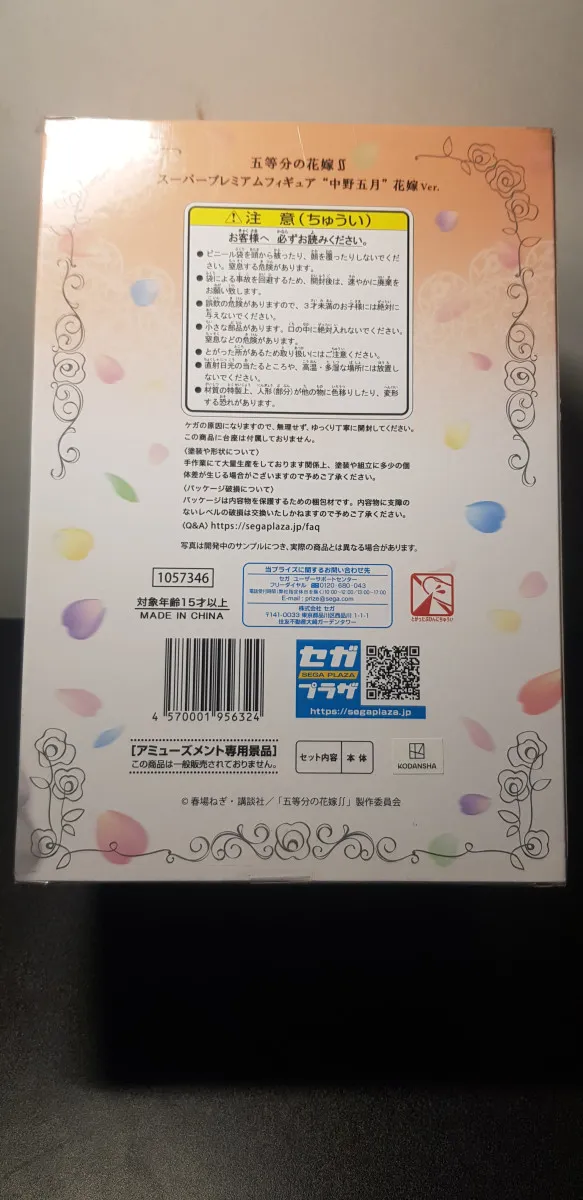 五等分の花嫁∬
スーパープレミアムフィギュア "中野五月" 花嫁Ver.
⚠注 意(ちゅうい)
お客様へ 必ずお読みください。
●ビニール袋を頭から被ったり、顔を覆ったりしないでくだ
さい。窒息する危険があります。
●袋による事故を回避するため、開封後は、速やかに廃棄を
お願い致します。
●誤飲の危険がありますので、3才未満のお子様には絶対に
与えないでください。
●小さな部品があります。口の中に絶対入れないでください。
窒息などの危険があります。
●とがった所があるため取り扱いにはご注意ください。
●直射日光の当たるところや、高温・多湿な場所には放置し
ないでください。
●材質の特製上、人形(部分)が他の物に色移りしたり、変形
する恐れがあります。
ケガの原因になりますので、無理せず、ゆっくり丁寧に開封してください。
この商品に台座は付属しておりません。
〈塗装や形状について〉
手作業にて大量生産をしております関係上、塗装や組立に多少の個
体差が生じる場合がございますので予めご了承ください。
〈パッケージ破損について〉
パッケージは内容物を保護するための梱包材です。内容物に支障の
ないレベルの破損は交換いたしかねますので予めご了承ください。
〈Q&A〉https://segaplaza.jp/faq
写真は開発中のサンプルにつき、実際の商品とは異なる場合があります。
1057346
対象年齢15才以上
MADE IN CHINA
当プライズに関するお問い合わせ先
セガ ユーザーサポートセンター
フリーダイヤル 0120-680-043
E-mail : prize@sega.com
株式会社 セガ
〒141-0033 東京都品川区西品川 1-1-1
住友不動産大崎ガーデンタワー
とがったぶひんにちゅうい
4 570001 956324
セガ
SEGA PLAZA
プラザ
https://segaplaza.jp
[アミューズメント専用景品]
この商品は一般販売されておりません。
セット内容 本 体
KODANSHA
© 春場ねぎ・講談社/「五等分の花嫁∬」製作委員会